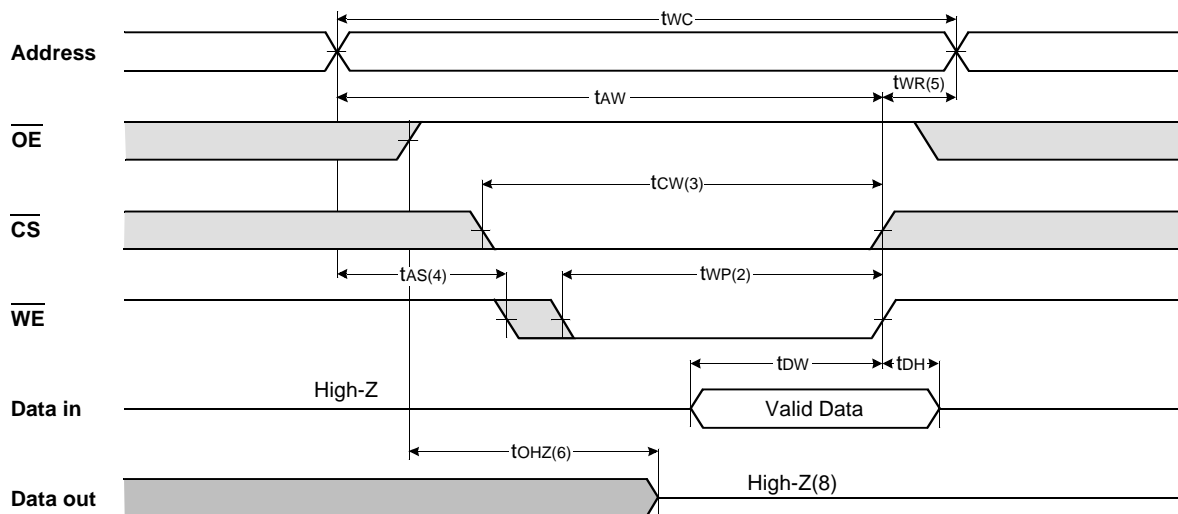 tWC
Address
tAW
tWR(5)
OE
tCW(3)
CS
tAS(4)
tWP(2)
WE
tDW
tDH
High-Z
Data in
Valid Data
tOHZ(6)
High-Z(8)
Data out